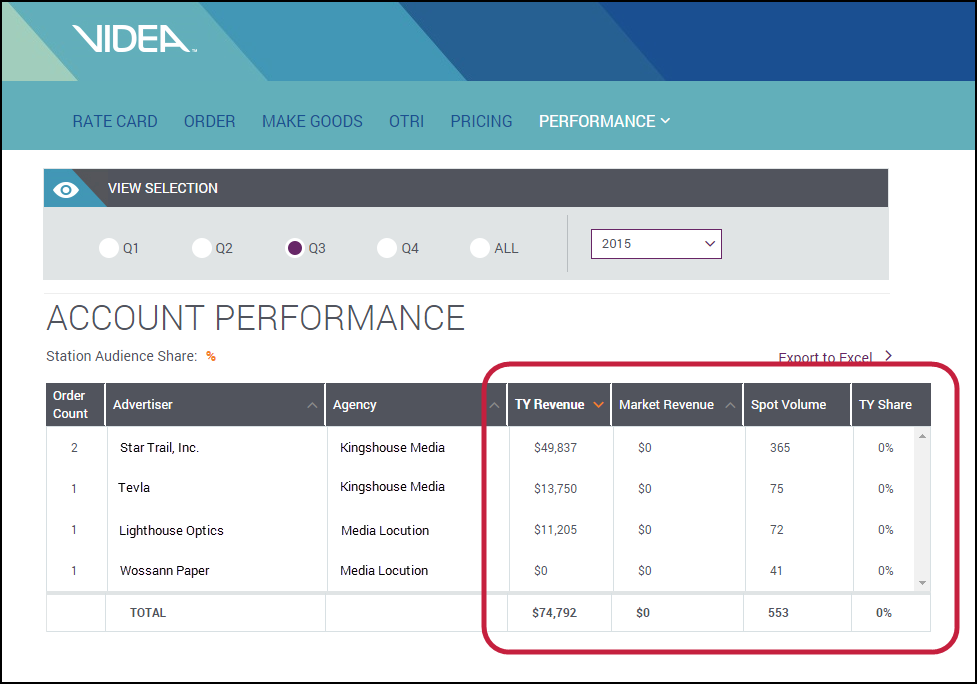 VIDEA™
RATE CARD ORDER MAKE GOODS OTRI PRICING PERFORMANCE
VIEW SELECTION
Q1 Q2 Q3 Q4 ALL 2015
ACCOUNT PERFORMANCE
Station Audience Share: %
Export to Excel
Order Count Advertiser Agency TY Revenue Market Revenue Spot Volume TY Share
2 Star Trail, Inc. Kingshouse Media $49,837 $0 365 0%
1 Tevla Kingshouse Media $13,750 $0 75 0%
1 Lighthouse Optics Media Locution $11,205 $0 72 0%
1 Wossann Paper Media Locution $0 $0 41 0%
TOTAL $74,792 $0 553 0%